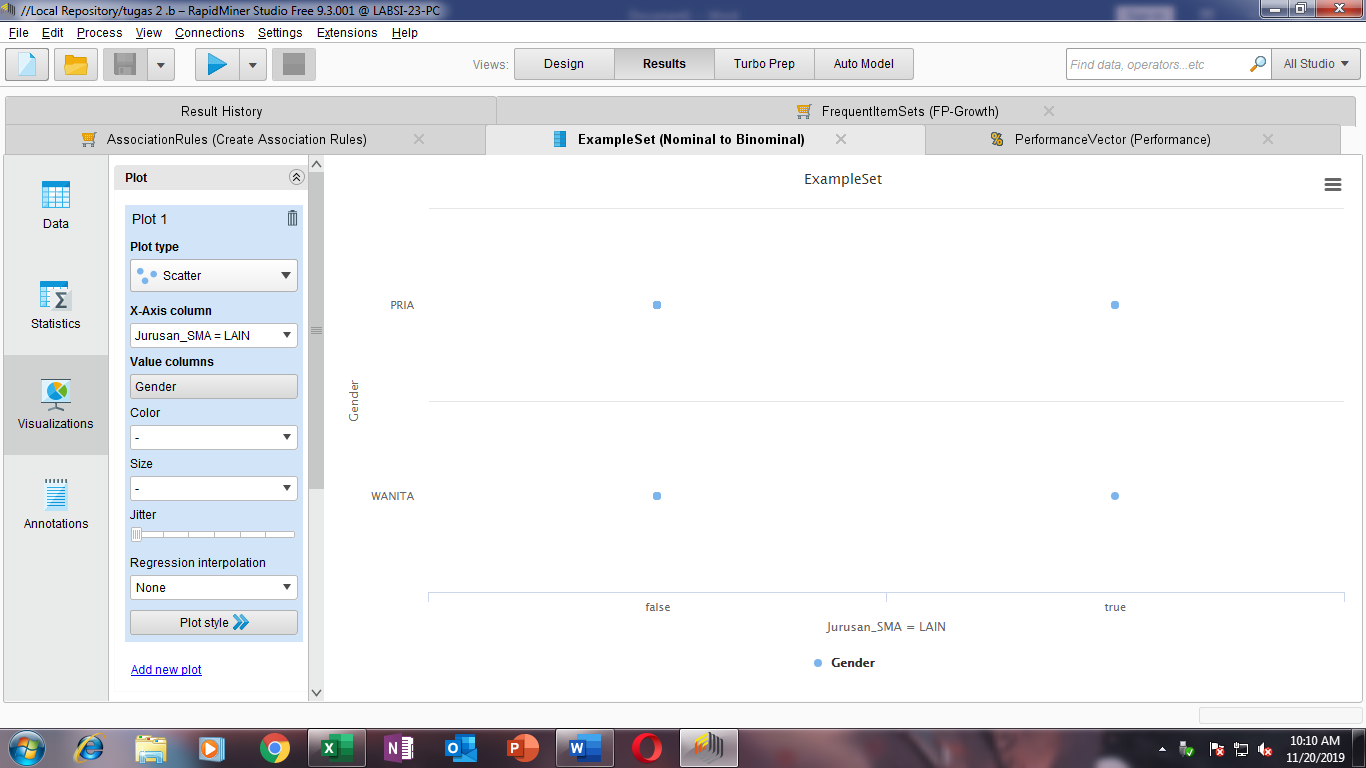 //Local Repository/tugas 2 .b – RapidMiner Studio Free 9.3.001 @ LABSI-23-PC
File Edit Process View Connections Settings Extensions Help
Views: Design Results Turbo Prep Auto Model
Find data, operators...etc
All Studio
Result History
FrequentItemSets (FP-Growth)
AssociationRules (Create Association Rules)
ExampleSet (Nominal to Binominal)
PerformanceVector (Performance)
Data
Statistics
Visualizations
Annotations
Plot
Plot 1
Plot type
Scatter
X-Axis column
Jurusan_SMA = LAIN
Value columns
Gender
Color
-
Size
-
Jitter
Regression interpolation
None
Plot style
Add new plot
ExampleSet
PRIA
Gender
WANITA
false true
Jurusan_SMA = LAIN
Gender
10:10 AM
11/20/2019